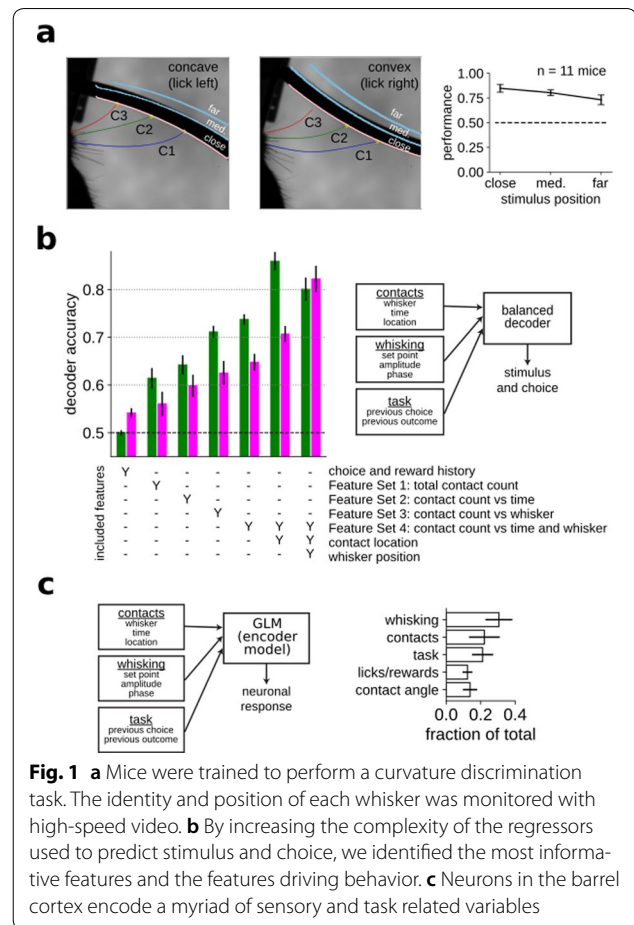 a
concave
(lick left)
far
med
close
C3
C2
C1
convex
(lick right)
far
med
close
C3
C2
C1
n = 11 mice
performance
1.00
0.75
0.50
0.25
0.00
close med. far
stimulus position
b
decoder accuracy
0.8
0.7
0.6
0.5
included features
Y - - - - - - choice and reward history
- Y - - - - - Feature Set 1: total contact count
- - Y - - - - Feature Set 2: contact count vs time
- - - Y - - - Feature Set 3: contact count vs whisker
- - - - Y Y Y Feature Set 4: contact count vs time and whisker
- - - - - Y Y contact location
- - - - - - Y whisker position
contacts
whisker
time
location
whisking
set point
amplitude
phase
task
previous choice
previous outcome
balanced
decoder
stimulus
and choice
c
contacts
whisker
time
location
whisking
set point
amplitude
phase
task
previous choice
previous outcome
GLM
(encoder
model)
neuronal
response
whisking
contacts
task
licks/rewards
contact angle
0.0 0.2 0.4
fraction of total
Fig. 1 a Mice were trained to perform a curvature discrimination
task. The identity and position of each whisker was monitored with
high-speed video. b By increasing the complexity of the regressors
used to predict stimulus and choice, we identified the most informa-
tive features and the features driving behavior. c Neurons in the barrel
cortex encode a myriad of sensory and task related variables